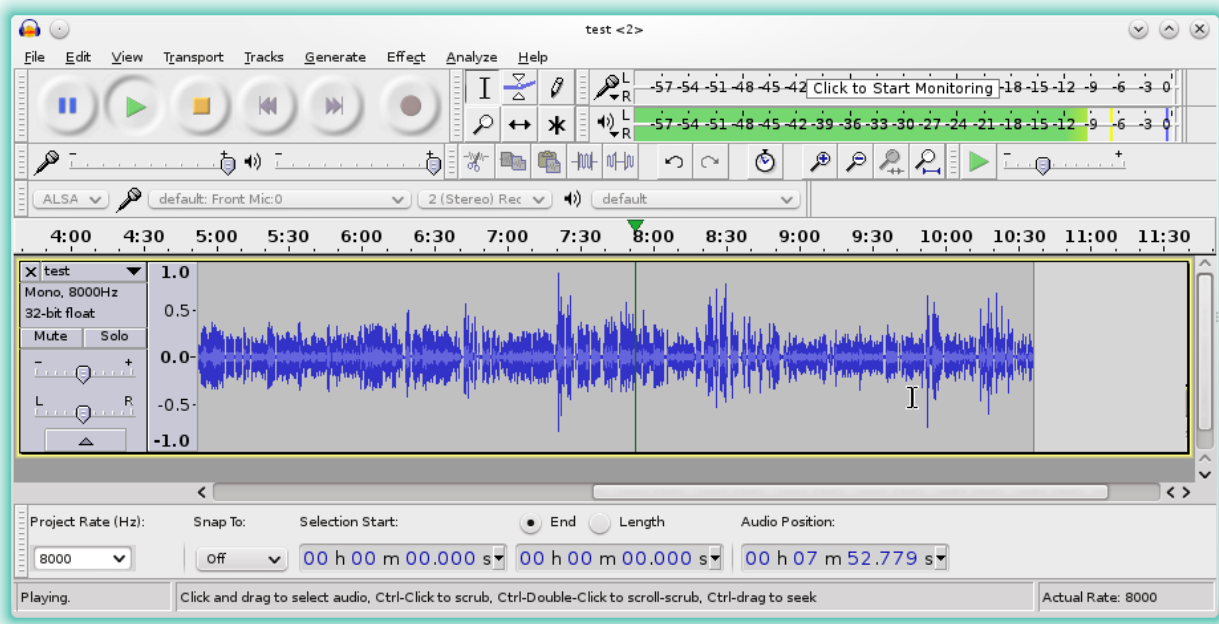 test <2>
File Edit View Transport Tracks Generate Effect Analyze Help
L
R
-57 -54 -51 -48 -45 -42 Click to Start Monitoring -18 -15 -12 -9 -6 -3 0
L
R
-57 -54 -51 -48 -45 -42 -39 -36 -33 -30 -27 -24 -21 -18 -15 -12 -9 -6 -3 0
- +
- +
- +
ALSA default: Front Mic:0 2 (Stereo) Rec default
4:00 4:30 5:00 5:30 6:00 6:30 7:00 7:30 8:00 8:30 9:00 9:30 10:00 10:30 11:00 11:30
X test
Mono, 8000Hz
32-bit float
Mute Solo
- +
L R
1.0
0.5
0.0
-0.5
-1.0
Project Rate (Hz): Snap To: Selection Start: End Length Audio Position:
8000 Off 00 h 00 m 00.000 s 00 h 00 m 00.000 s 00 h 07 m 52.779 s
Playing. Click and drag to select audio, Ctrl-Click to scrub, Ctrl-Double-Click to scroll-scrub, Ctrl-drag to seek Actual Rate: 8000